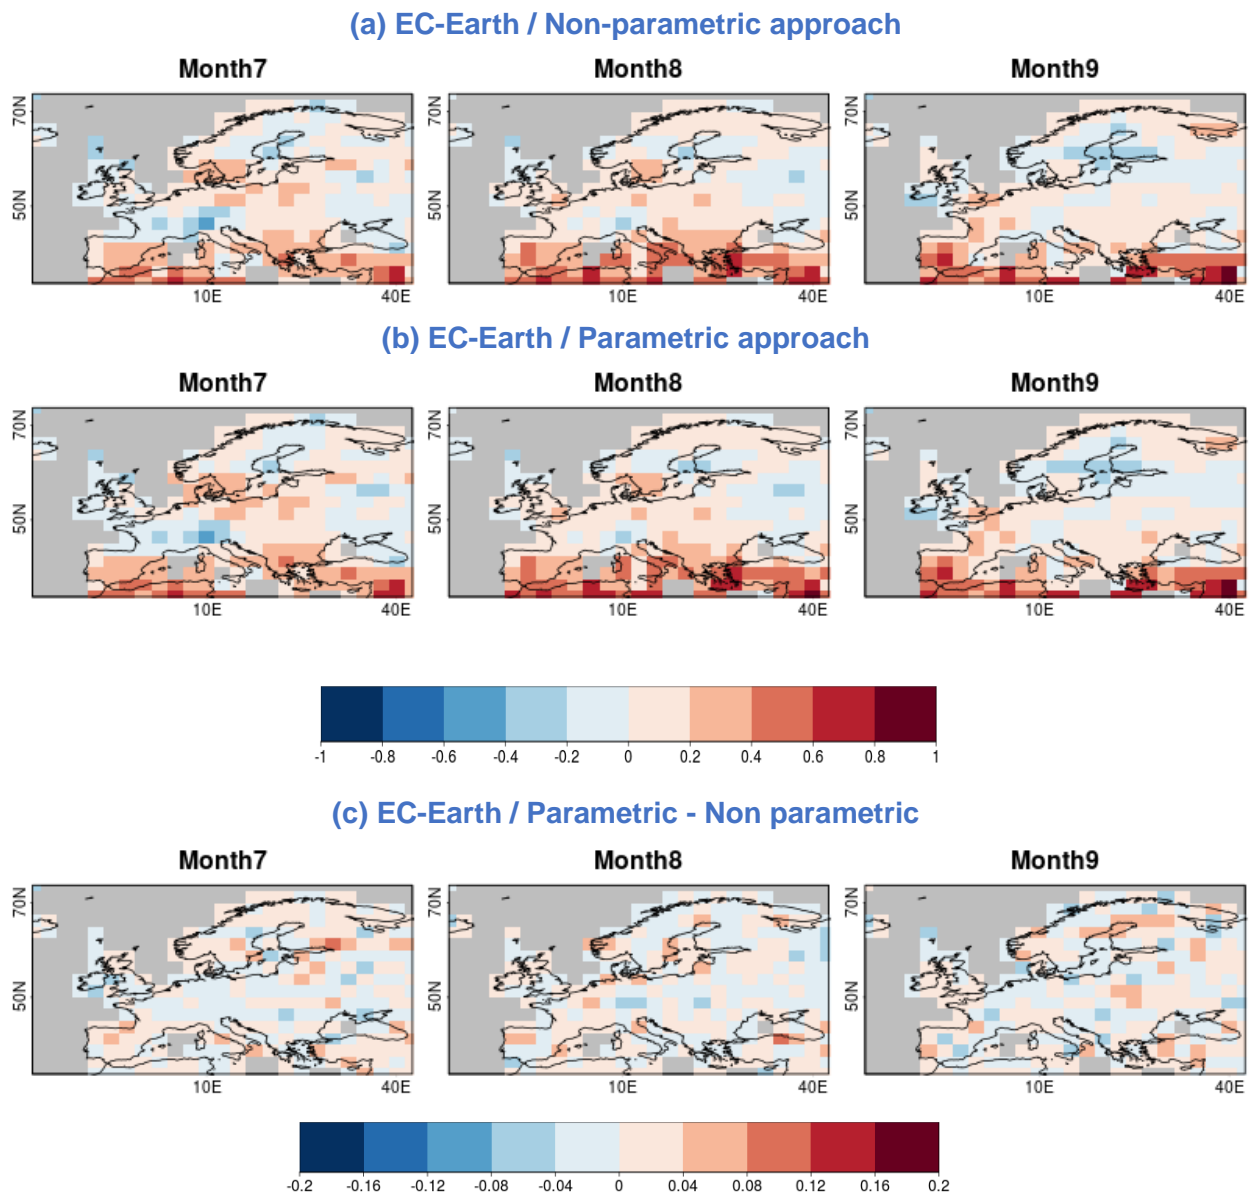 (a) EC-Earth / Non-parametric approach
Month7 Month8 Month9
70N 70N 70N
50N 50N 50N
10E 40E 10E 40E 10E 40E
(b) EC-Earth / Parametric approach
Month7 Month8 Month9
70N 70N 70N
50N 50N 50N
10E 40E 10E 40E 10E 40E
-1 -0.8 -0.6 -0.4 -0.2 0 0.2 0.4 0.6 0.8 1
(c) EC-Earth / Parametric - Non parametric
Month7 Month8 Month9
70N 70N 70N
50N 50N 50N
10E 40E 10E 40E 10E 40E
-0.2 -0.16 -0.12 -0.08 -0.04 0 0.04 0.08 0.12 0.16 0.2